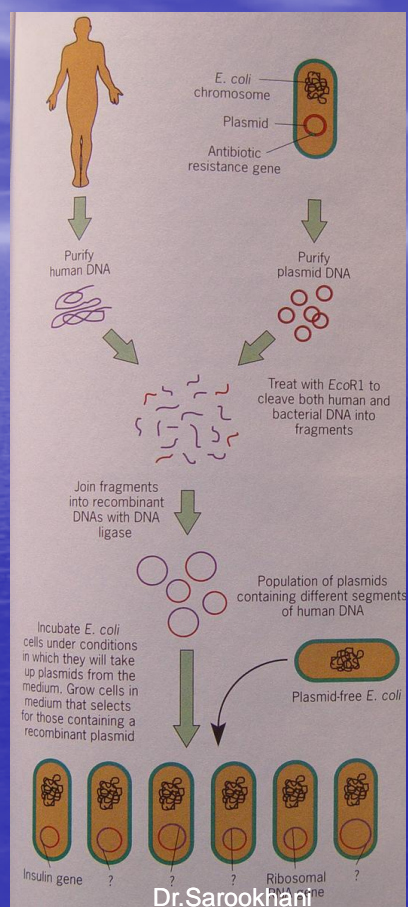 E. coli
chromosome
Plasmid
Antibiotic
resistance gene
Purify
human DNA
Purify
plasmid DNA
Treat with EcoR1 to
cleave both human and
bacterial DNA into
fragments
Join fragments
into recombinant
DNAs with DNA
ligase
Population of plasmids
containing different segments
of human DNA
Incubate E. coli
cells under conditions
in which they will take
up plasmids from the
medium. Grow cells in
medium that selects
for those containing a
recombinant plasmid
Plasmid-free E. coli
Insulin gene
?
?
?
Ribosomal
gene
?
Dr.Sarookhani